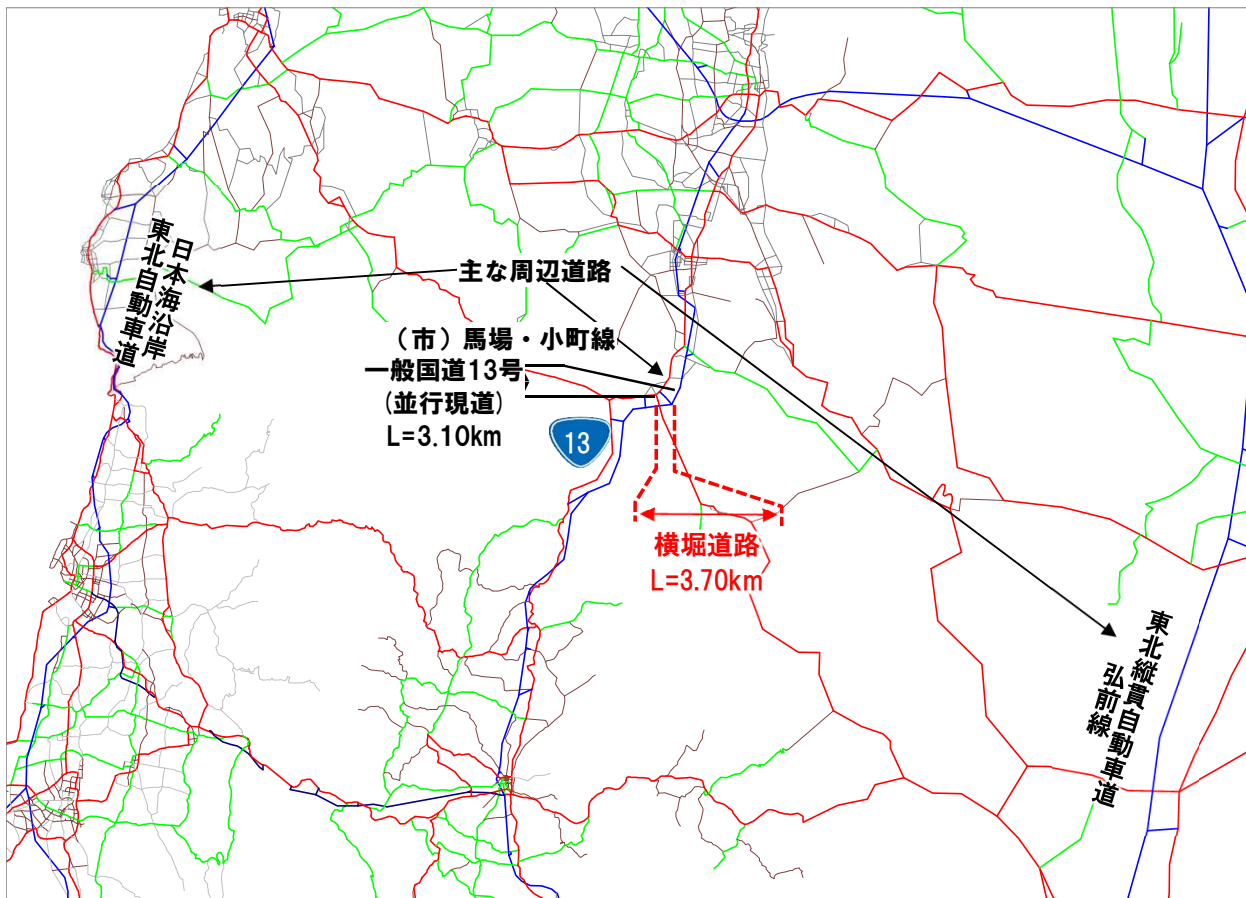 日本海沿岸
東北自動車道
主な周辺道路
（市）馬場・小町線
一般国道13号
(並行現道)
L=3.10km
13
横堀道路
L=3.70km
東北縦貫自動車道
弘前線